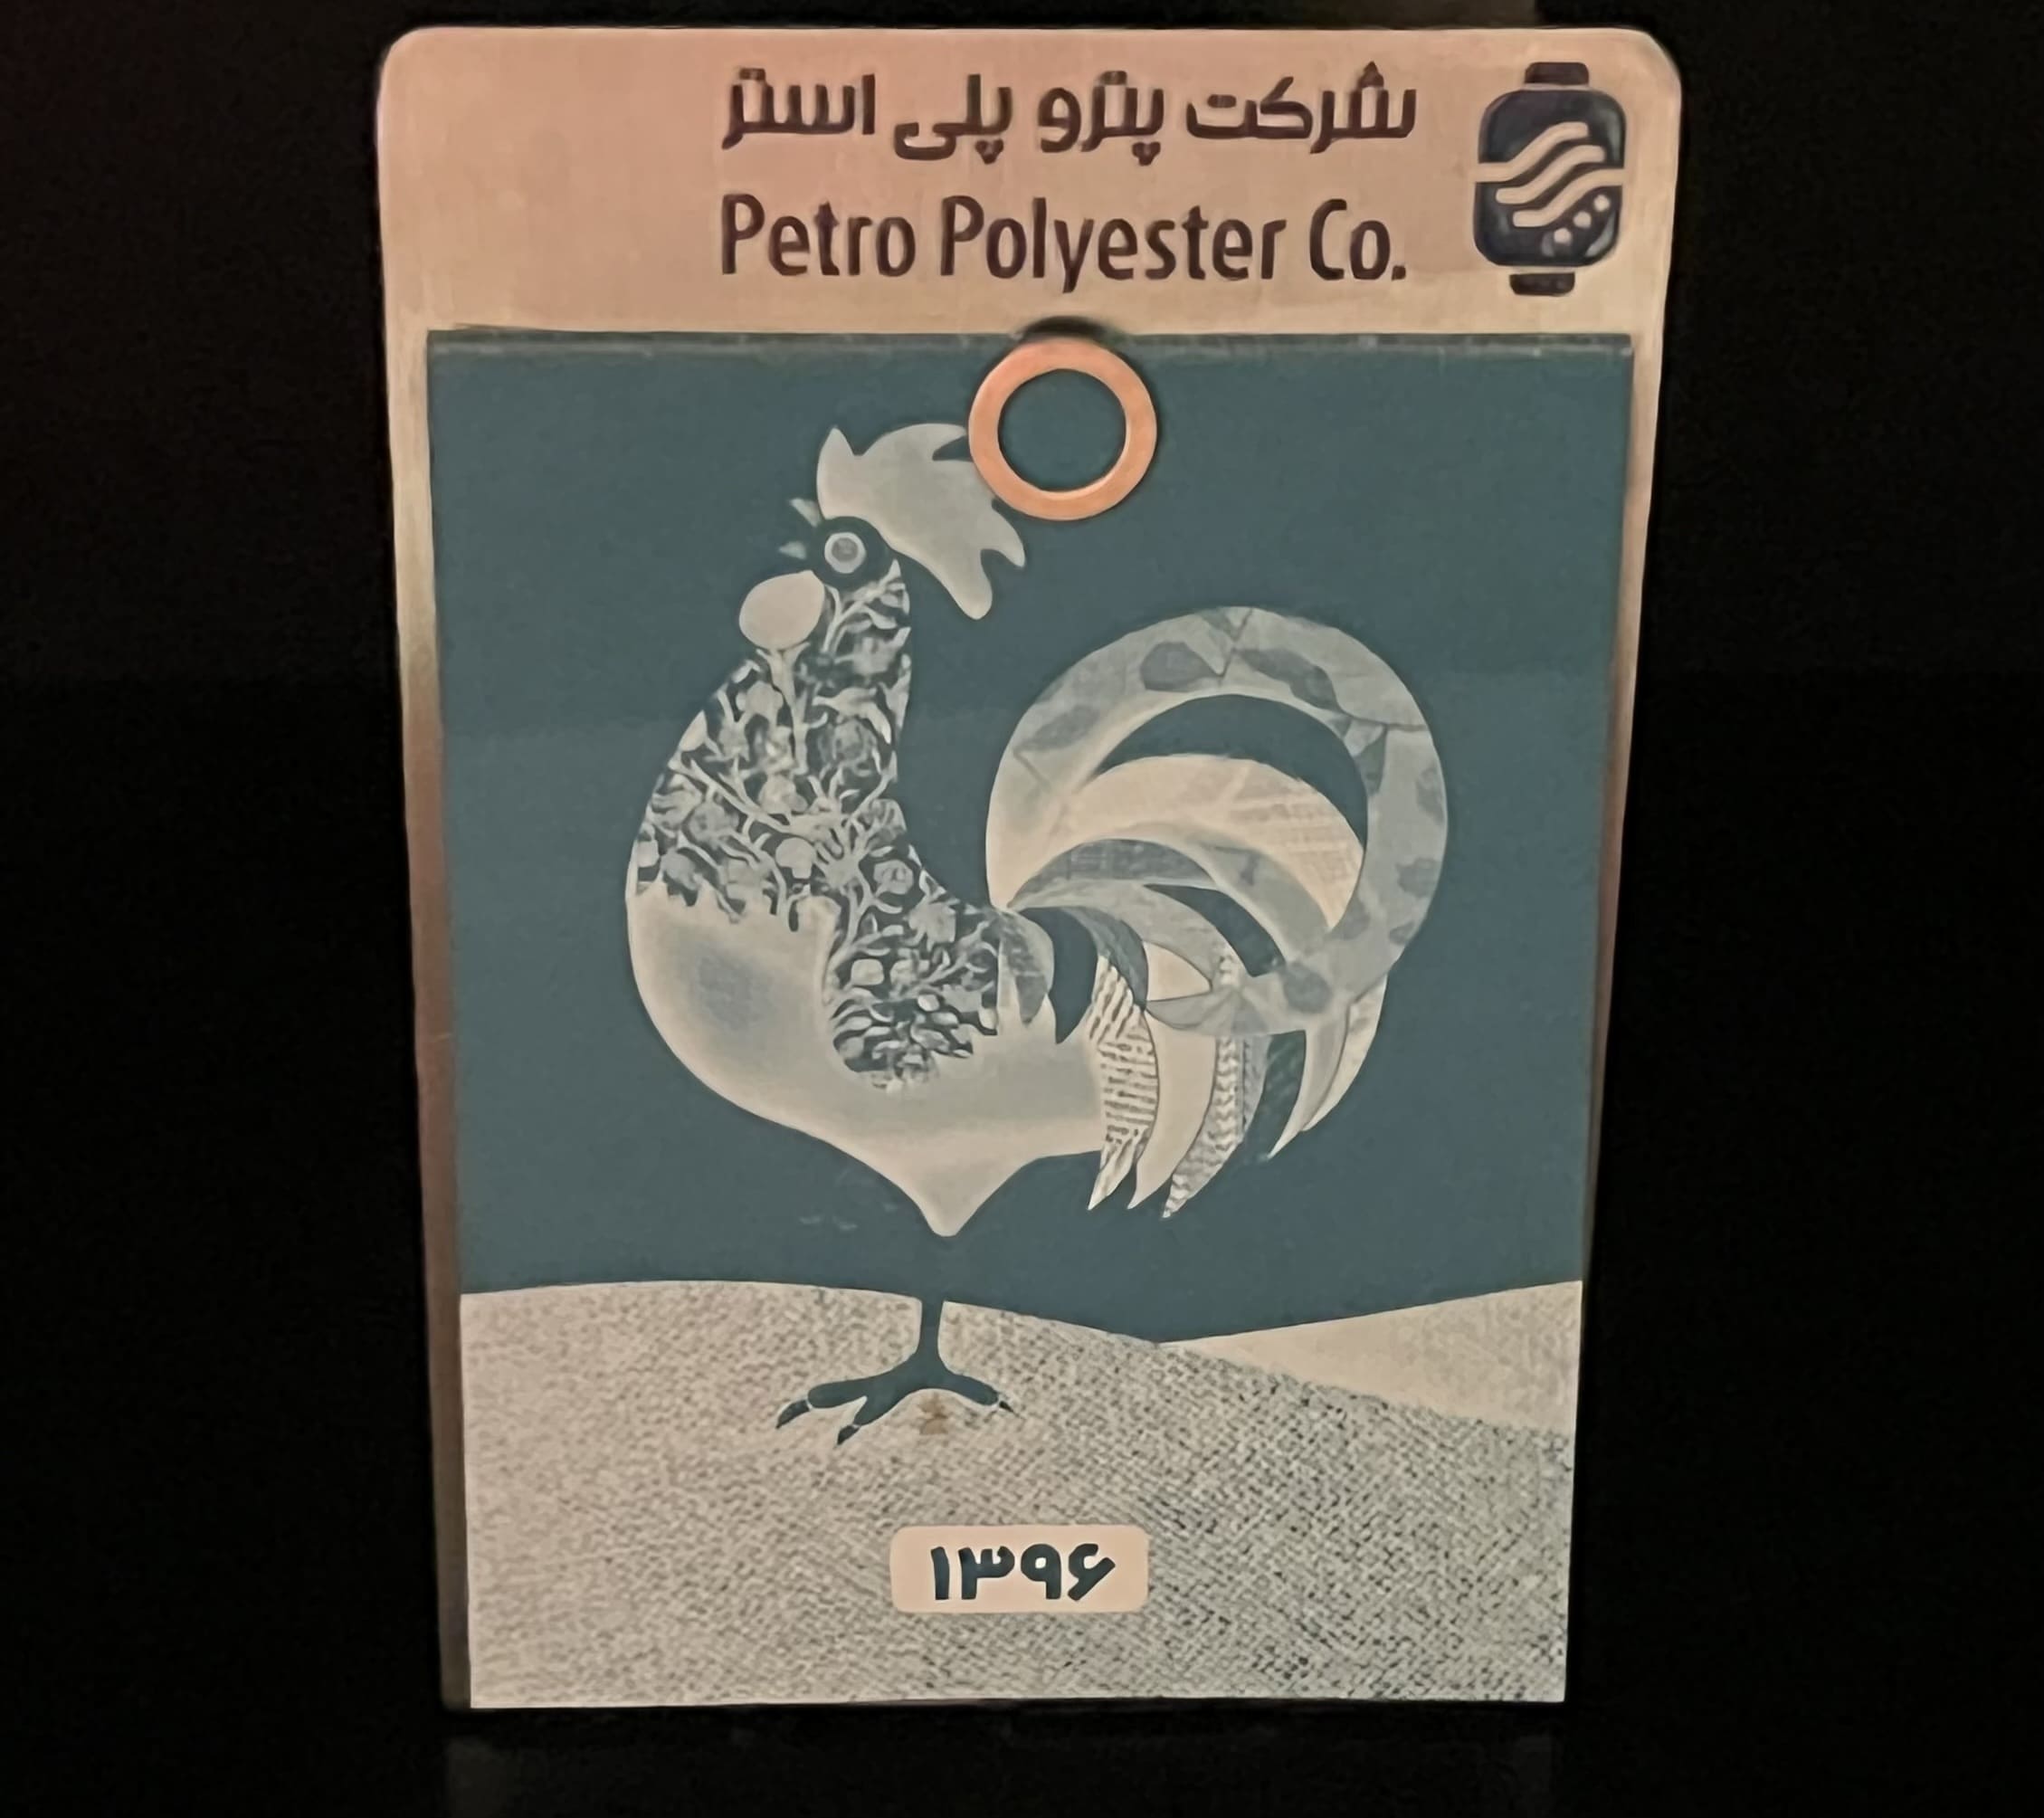 شرکت پترو پلی استر
Petro Polyester Co.
۱۳۹۶